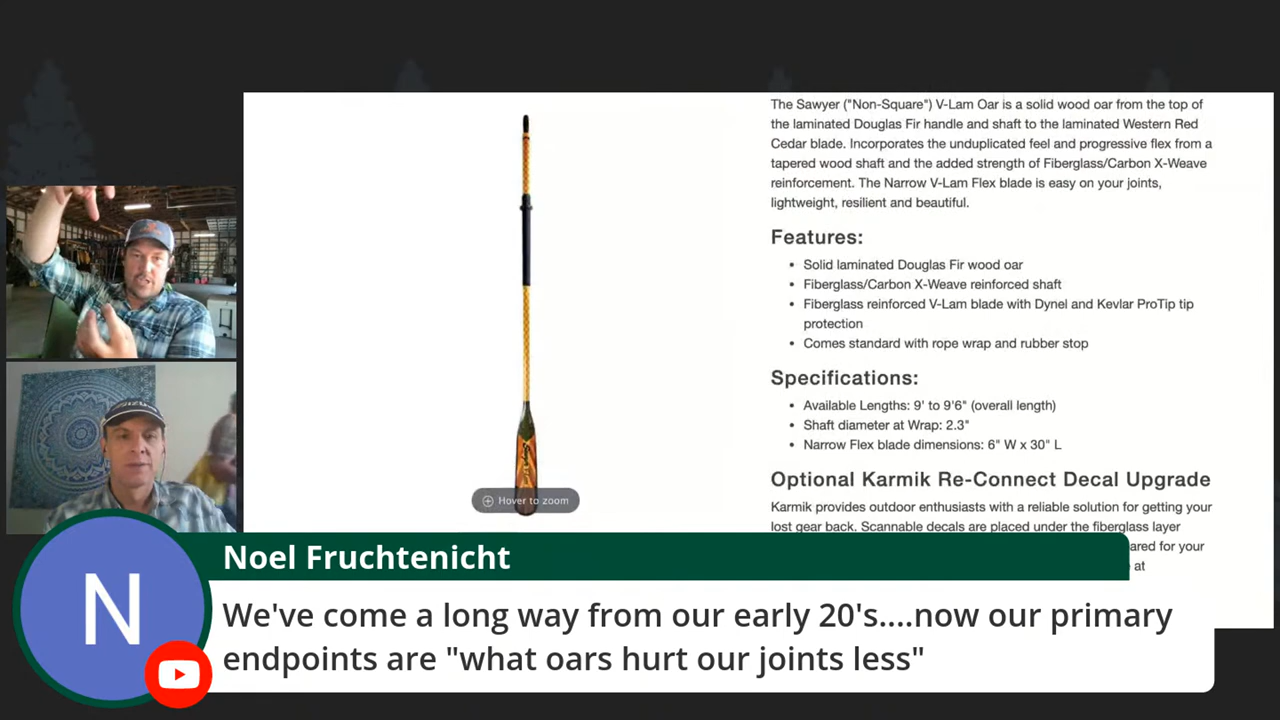 The Sawyer ("Non-Square") V-Lam Oar is a solid wood oar from the top of
the laminated Douglas Fir handle and shaft to the laminated Western Red
Cedar blade. Incorporates the unduplicated feel and progressive flex from a
tapered wood shaft and the added strength of Fiberglass/Carbon X-Weave
reinforcement. The Narrow V-Lam Flex blade is easy on your joints,
lightweight, resilient and beautiful.
Features:
• Solid laminated Douglas Fir wood oar
• Fiberglass/Carbon X-Weave reinforced shaft
• Fiberglass reinforced V-Lam blade with Dynel and Kevlar ProTip tip
protection
• Comes standard with rope wrap and rubber stop
Specifications:
• Available Lengths: 9' to 9'6" (overall length)
• Shaft diameter at Wrap: 2.3"
• Narrow Flex blade dimensions: 6" W x 30" L
Optional Karmik Re-Connect Decal Upgrade
Karmik provides outdoor enthusiasts with a reliable solution for getting your
lost gear back. Scannable decals are placed under the fiberglass layer
ared for your
at
Hover to zoom
N
Noel Fruchtenicht
We've come a long way from our early 20's....now our primary
endpoints are "what oars hurt our joints less"